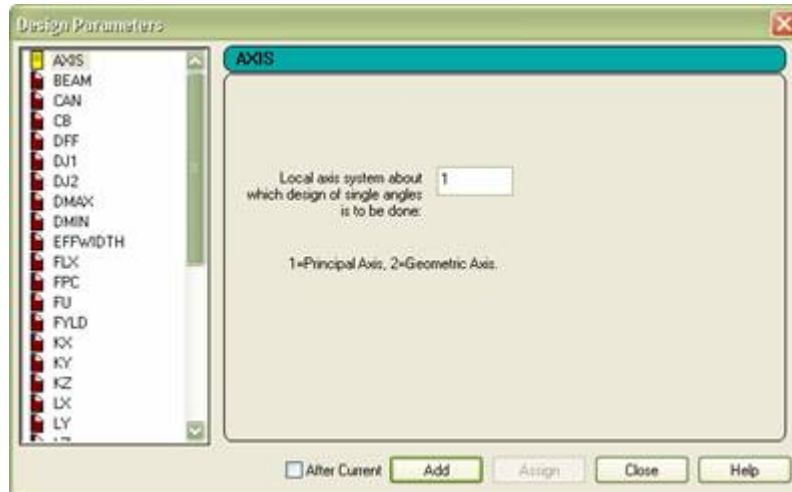 Design Parameters
AXIS
BEAM
CAN
CB
DFF
DJ1
DJ2
DMAX
DMIN
EFFWIDTH
FLX
FPC
FU
FYLD
KX
KY
KZ
LX
LY
AXIS
Local axis system about
which design of single angles
is to be done:
1
1=Principal Axis, 2=Geometric Axis.
After Current
Add
Assign
Close
Help